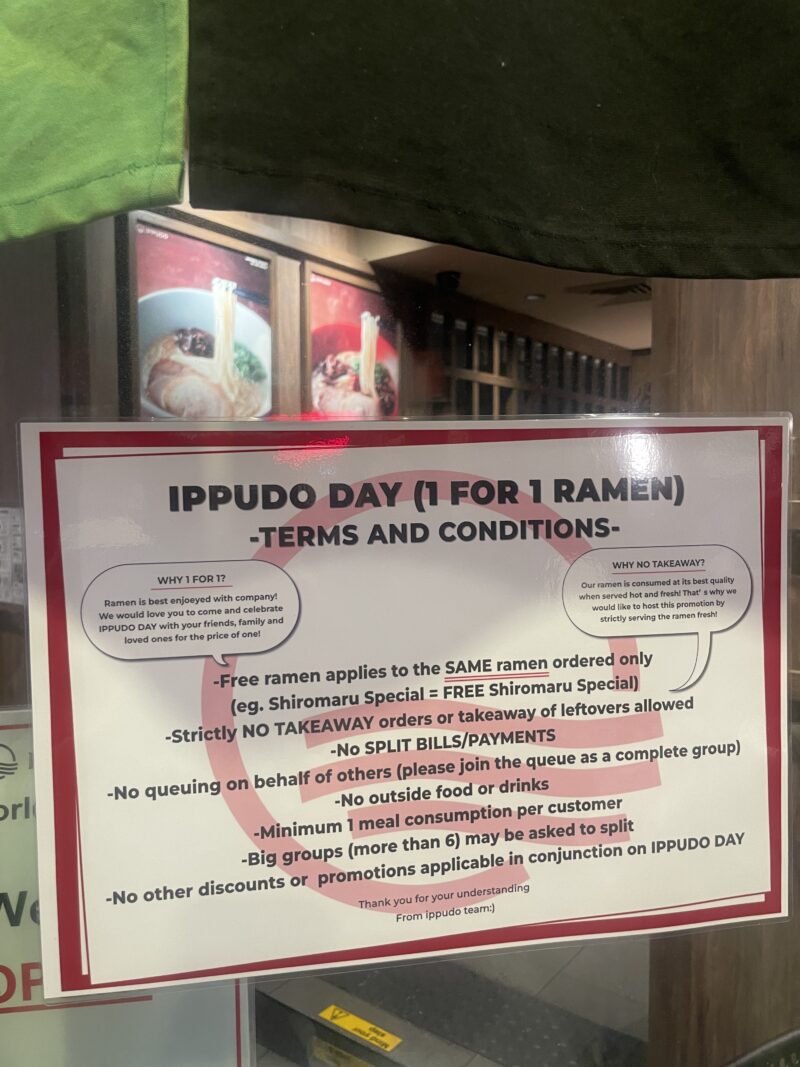 IPPUDO DAY (1 FOR 1 RAMEN)
-TERMS AND CONDITIONS-
WHY 1 FOR 1?
Ramen is best enjoeyed with company!
We would love you to come and celebrate
IPPUDO DAY with your friends, family and
loved ones for the price of one!
WHY NO TAKEAWAY?
Our ramen is consumed at its best quality
when served hot and fresh! That's why we
would like to host this promotion by
strictly serving the ramen fresh!
-Free ramen applies to the SAME ramen ordered only
(eg. Shiromaru Special = FREE Shiromaru Special)
-Strictly NO TAKEAWAY orders or takeaway of leftovers allowed
-No SPLIT BILLS/PAYMENTS
-No queuing on behalf of others (please join the queue as a complete group)
-No outside food or drinks
-Minimum 1 meal consumption per customer
-Big groups (more than 6) may be asked to split
-No other discounts or promotions applicable in conjunction on IPPUDO DAY
Thank you for your understanding
From ippudo team:)
Mind your
step